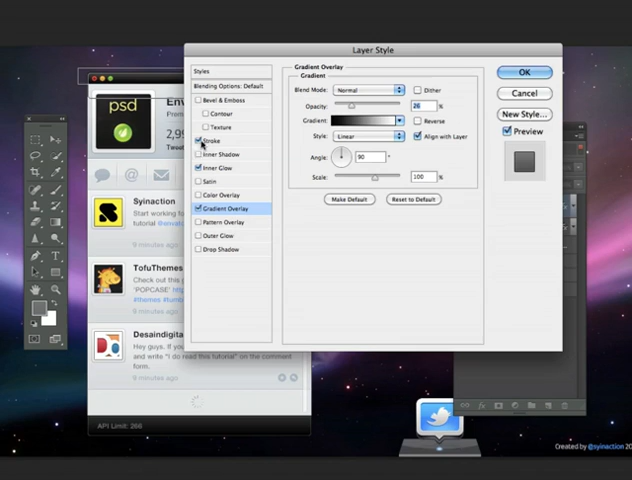 Layer Style
Styles
Blending Options: Default
Bevel & Emboss
Contour
Texture
Stroke
Inner Shadow
Inner Glow
Satin
Color Overlay
Gradient Overlay
Pattern Overlay
Outer Glow
Drop Shadow
Gradient Overlay
Gradient
Blend Mode: Normal Dither
Opacity: 26 %
Gradient: Reverse
Style: Linear Align with Layer
Angle: 90 °
Scale: 100 %
Make Default Reset to Default
OK
Cancel
New Style...
Preview
psd
Syinaction
Start working
tutorial
9 minutes ago
TofuThemes
Check out this
'POPCASE'
#themes
9 minutes ago
Desaindigita
Hey guys. If you
and write "I do read this tutorial" on the comment
form.
9 minutes ago
API Limit: 266
Created by @syinaction 20